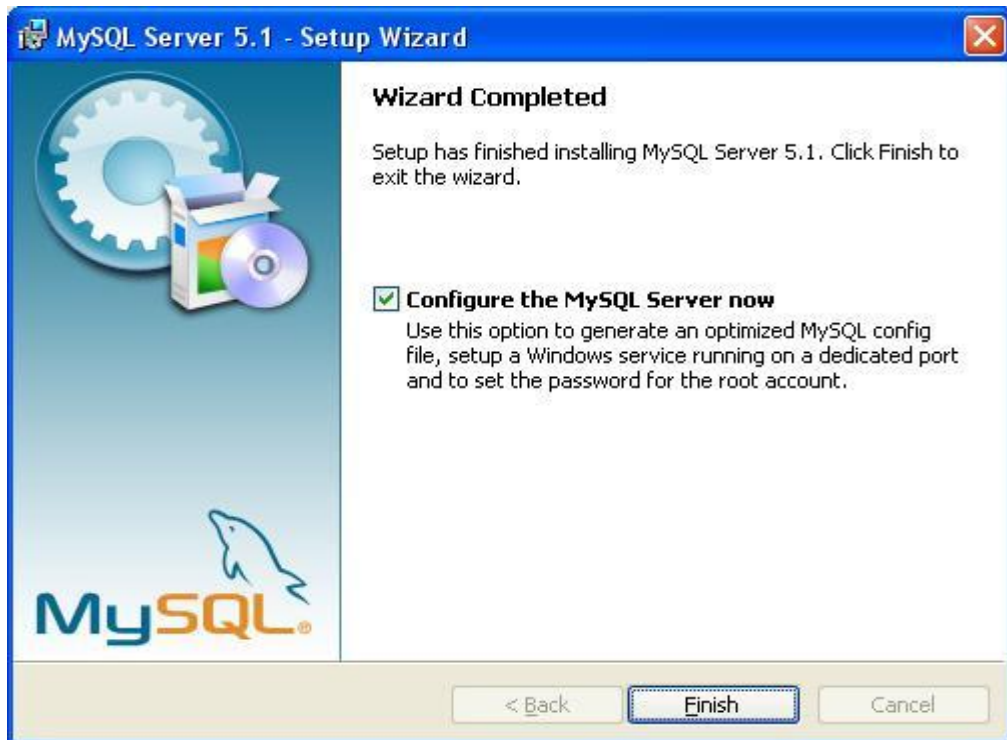 MySQL Server 5.1 - Setup Wizard
Wizard Completed
Setup has finished installing MySQL Server 5.1. Click Finish to
exit the wizard.
Configure the MySQL Server now
Use this option to generate an optimized MySQL config
file, setup a Windows service running on a dedicated port
and to set the password for the root account.
MySQL®
< Back
Finish
Cancel